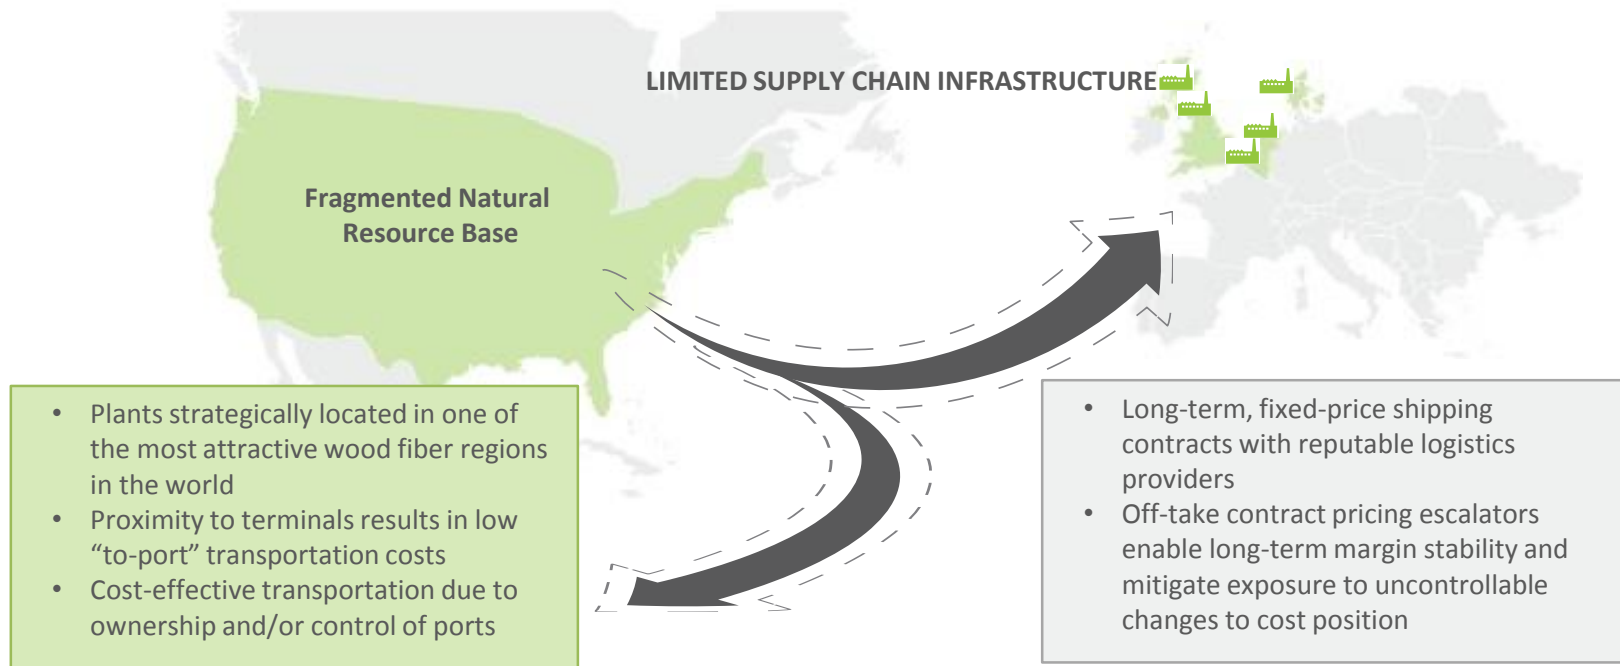 LIMITED SUPPLY CHAIN INFRASTRUCTURE
Fragmented Natural
Resource Base
• Plants strategically located in one of
the most attractive wood fiber regions
in the world
• Proximity to terminals results in low
“to-port” transportation costs
• Cost-effective transportation due to
ownership and/or control of ports
• Long-term, fixed-price shipping
contracts with reputable logistics
providers
• Off-take contract pricing escalators
enable long-term margin stability and
mitigate exposure to uncontrollable
changes to cost position